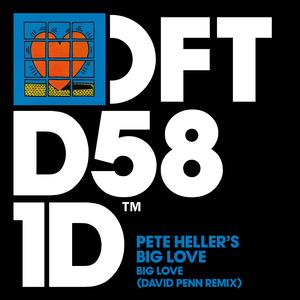 DFT
D58
1D™
PETE HELLER'S
BIG LOVE
BIG LOVE
(DAVID PENN REMIX)